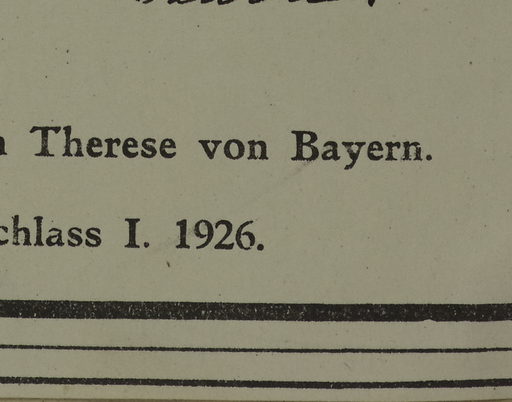 n Therese von Bayern.
chlass I. 1926.